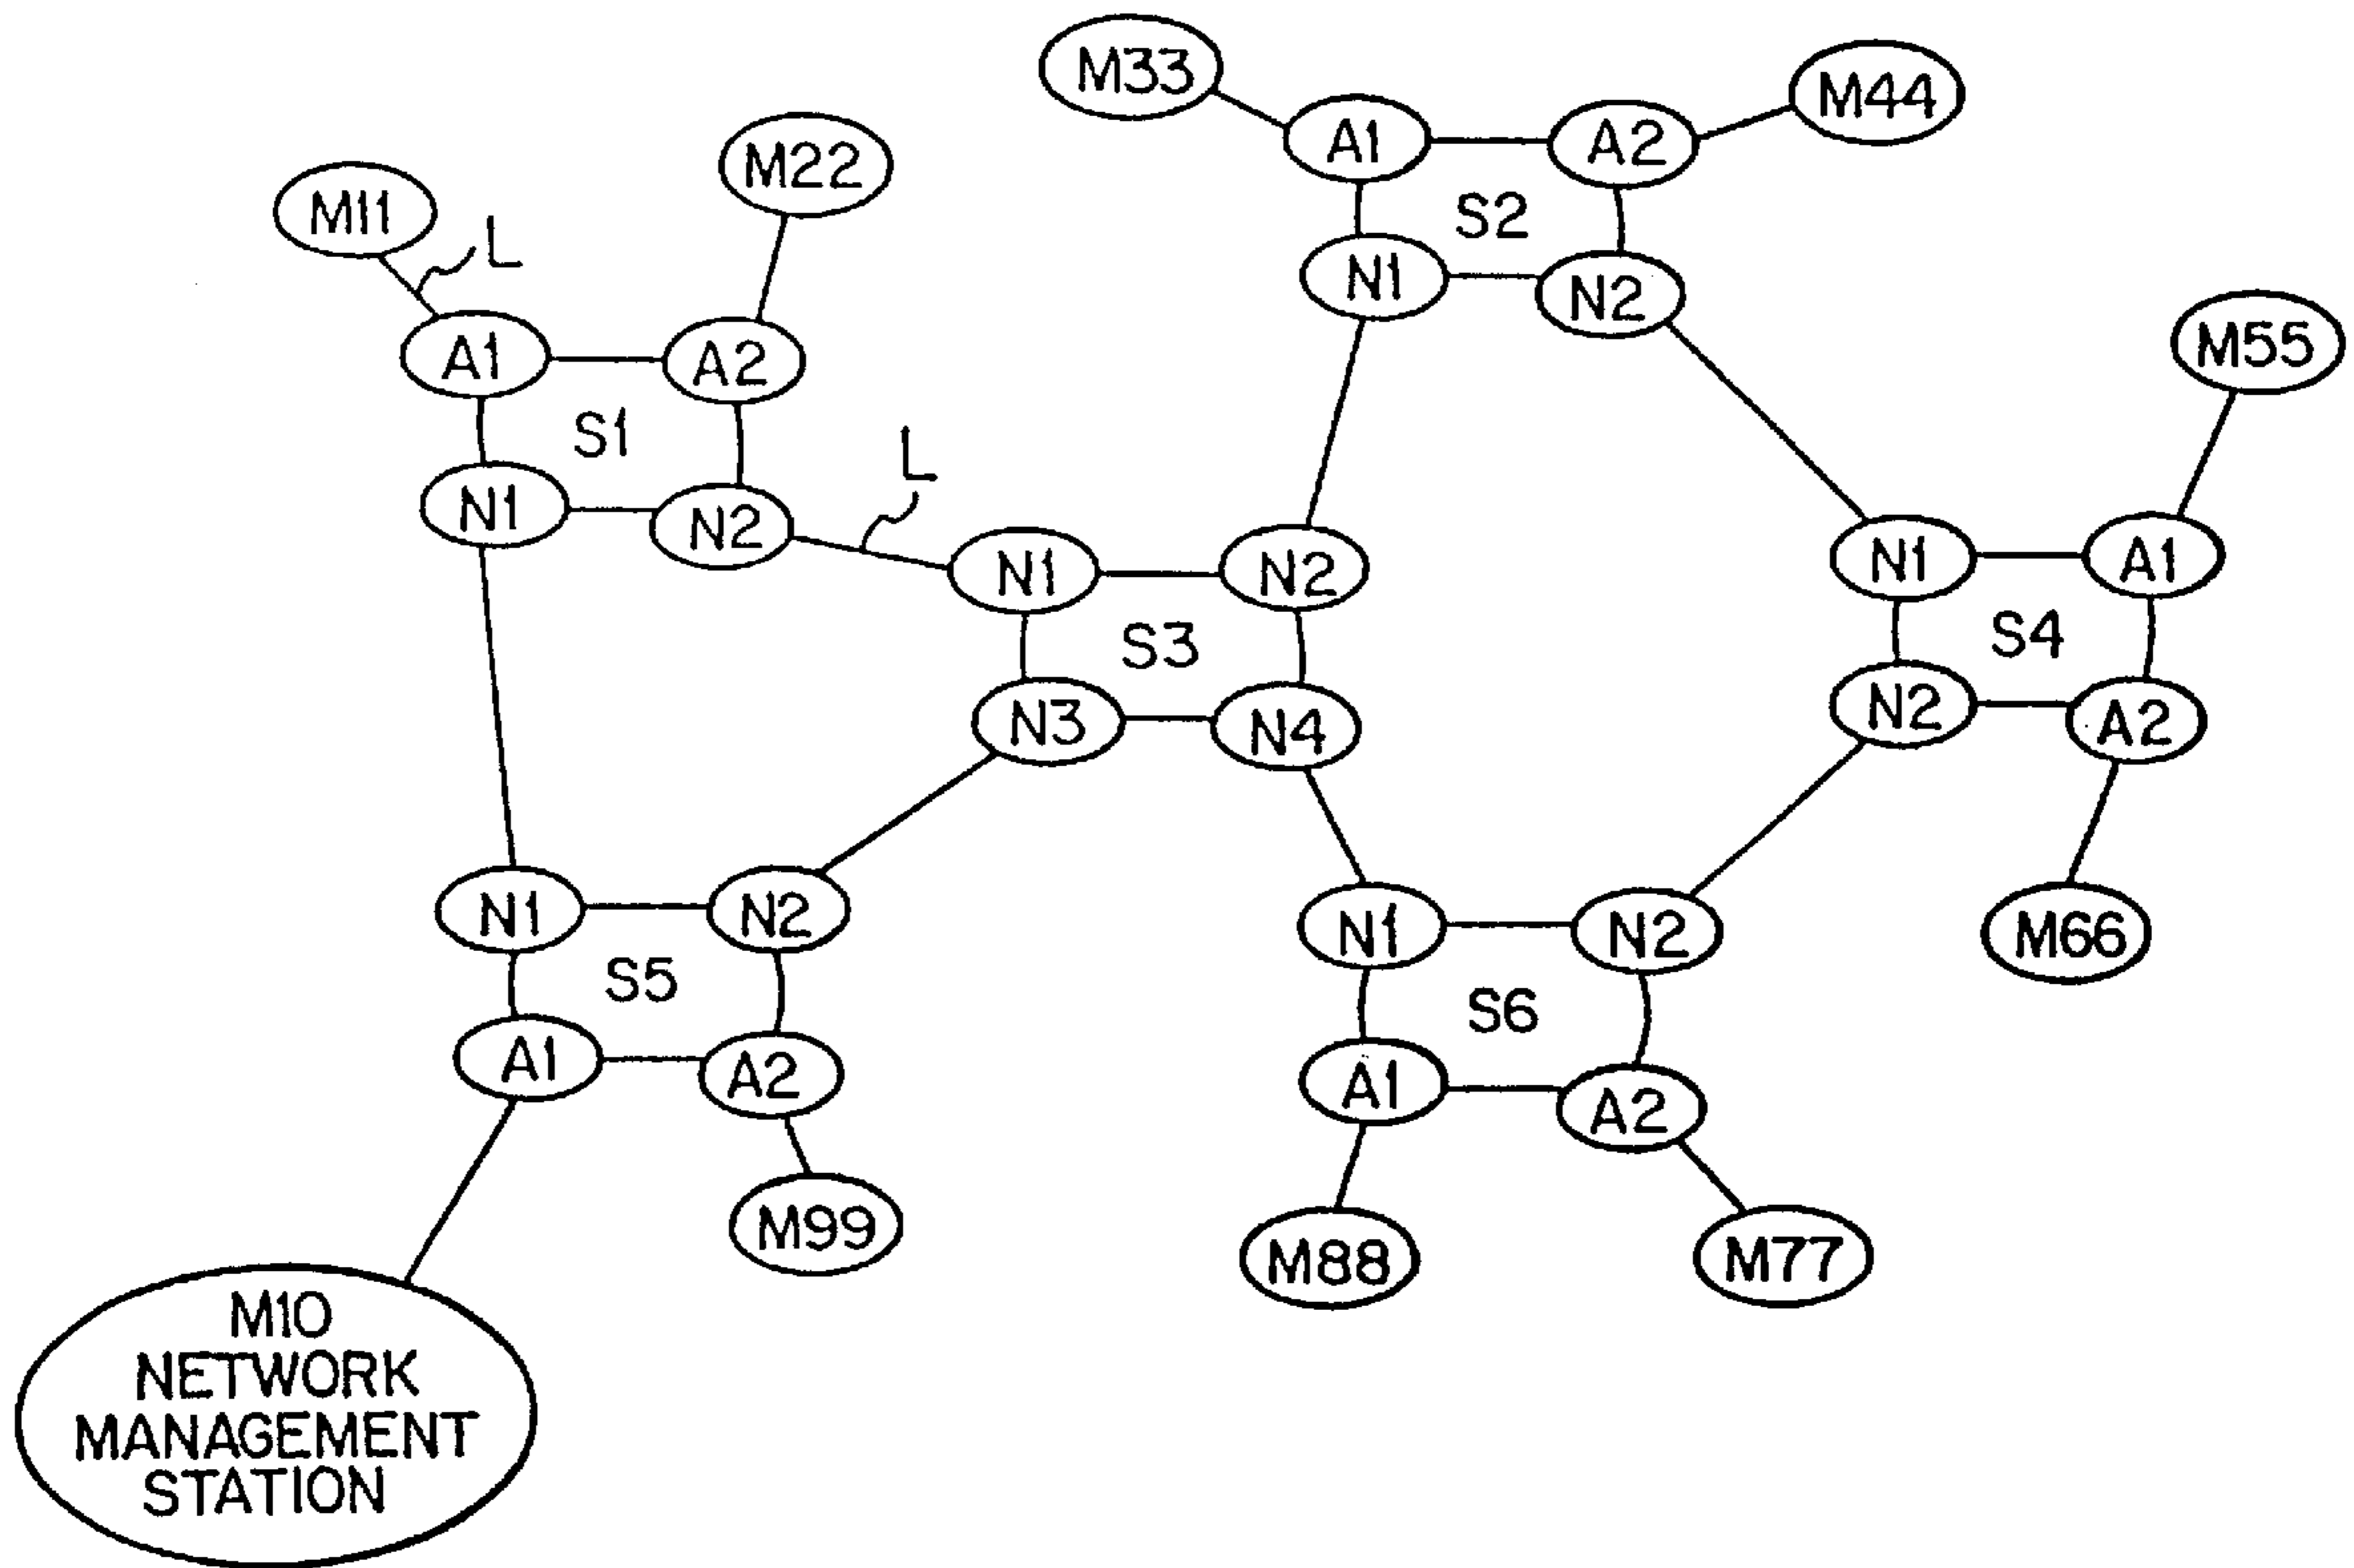 M33
M44
A1
A2
M22
M11
L
S2
N1
N2
M55
A1
A2
S1
L
N1
N2
N1
N2
N1
A1
S3
S4
N3
N4
N2
A2
N1
N2
N1
N2
M66
S5
S6
A1
A2
A1
A2
M99
M88
M77
M10
NETWORK
MANAGEMENT
STATION